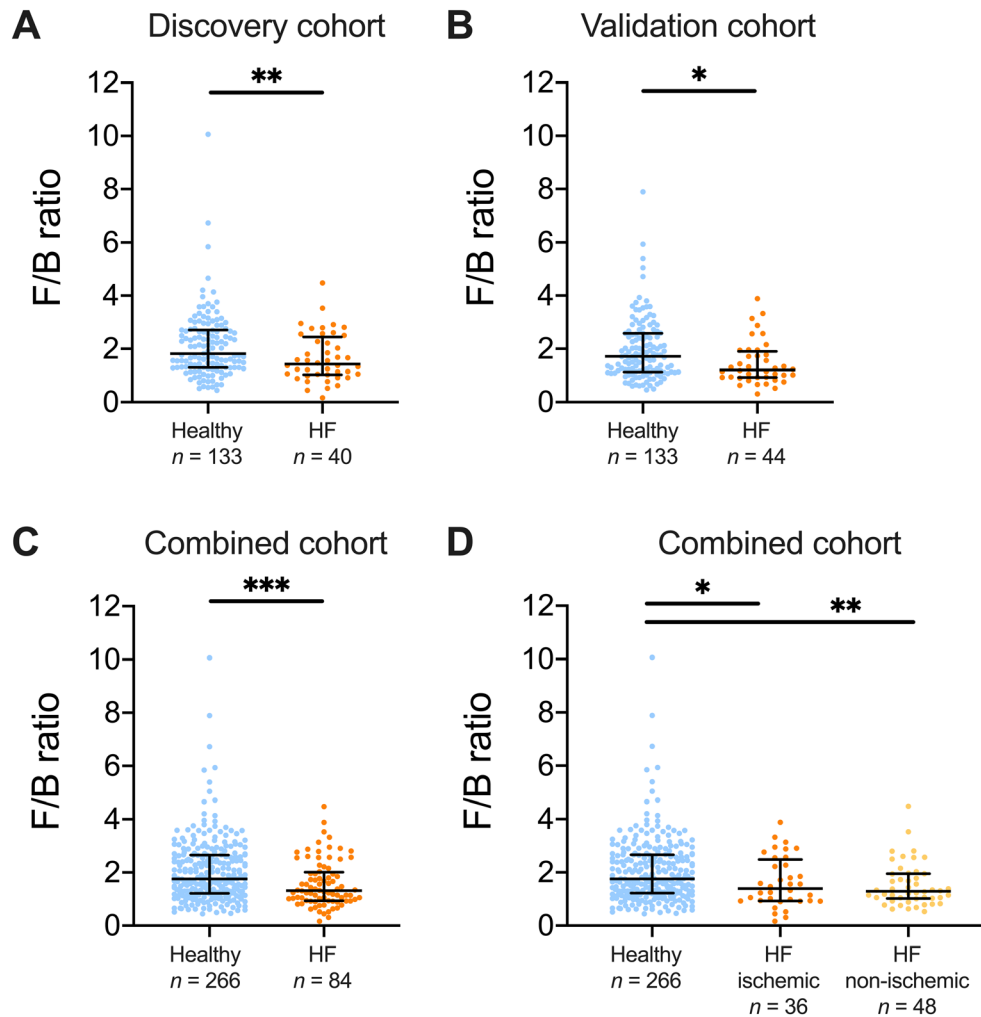 A Discovery cohort
**
12
10
8
6
4
2
0
F/B ratio
Healthy
n = 133
HF
n = 40
B Validation cohort
*
12
10
8
6
4
2
0
F/B ratio
Healthy
n = 133
HF
n = 44
C Combined cohort
***
12
10
8
6
4
2
0
F/B ratio
Healthy
n = 266
HF
n = 84
D Combined cohort
*
**
12
10
8
6
4
2
0
F/B ratio
Healthy
n = 266
HF
ischemic
n = 36
HF
non-ischemic
n = 48